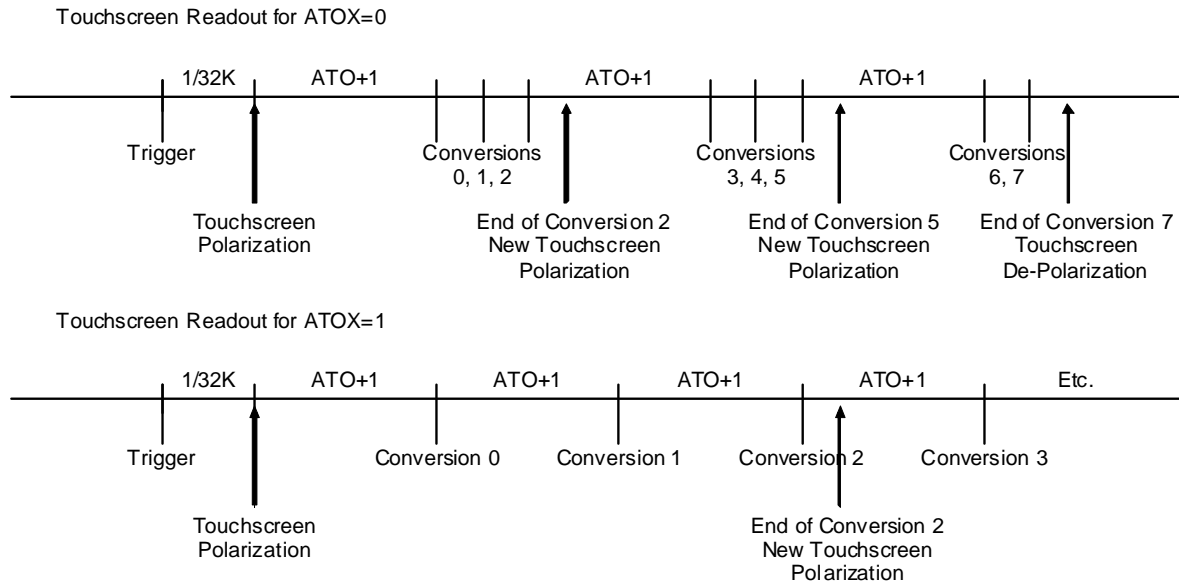 Touchscreen Readout for ATOX=0
1/32K ATO+1 ATO+1 ATO+1
Trigger
Conversions
0, 1, 2
Conversions
3, 4, 5
Conversions
6, 7
Touchscreen
Polarization
End of Conversion 2
New Touchscreen
Polarization
End of Conversion 5
New Touchscreen
Polarization
End of Conversion 7
Touchscreen
De-Polarization
Touchscreen Readout for ATOX=1
1/32K ATO+1 ATO+1 ATO+1 ATO+1 Etc.
Trigger Conversion 0 Conversion 1 Conversion 2 Conversion 3
Touchscreen
Polarization
End of Conversion 2
New Touchscreen
Polarization